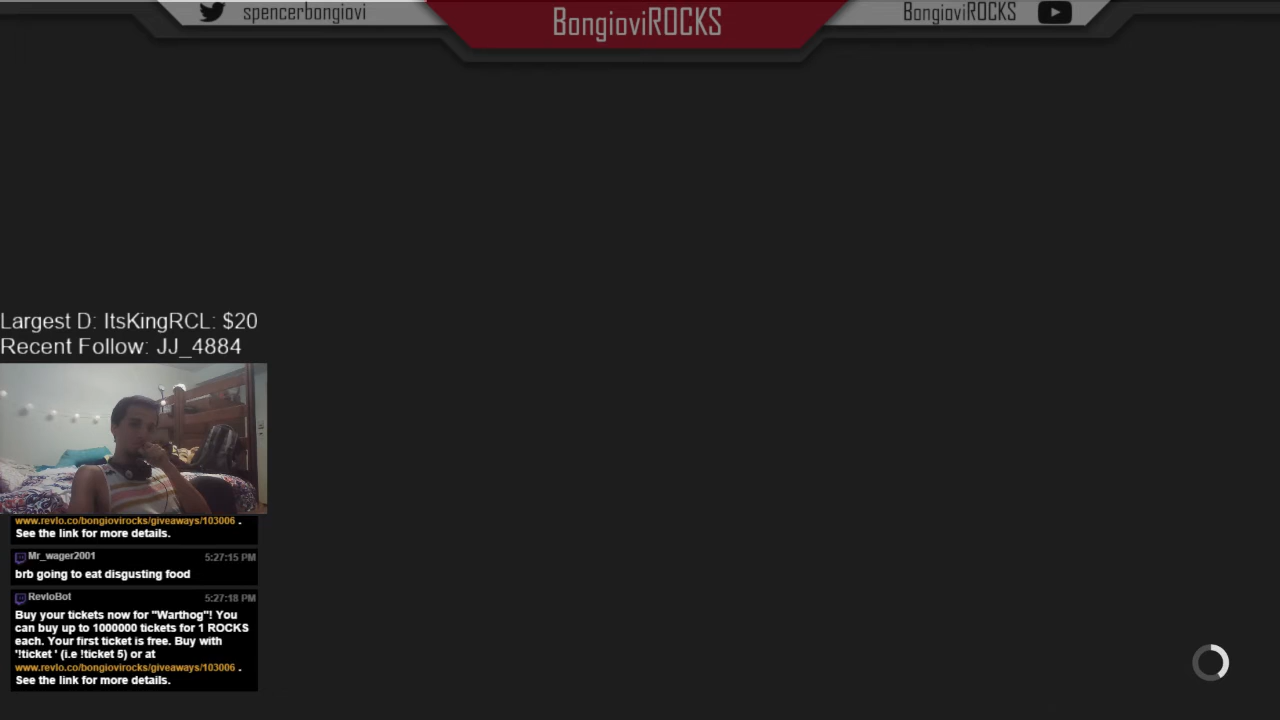 spencerbongiovi
BongioviROCKS
BongioviROCKS
Largest D: ItsKingRCL: $20
Recent Follow: JJ_4884
www.revlo.co/bongiovirocks/giveaways/103006 .
See the link for more details.
Mr_wager2001 5:27:15 PM
brb going to eat disgusting food
RevloBot 5:27:18 PM
Buy your tickets now for "Warthog"! You
can buy up to 1000000 tickets for 1 ROCKS
each. Your first ticket is free. Buy with
'!ticket ' (i.e !ticket 5) or at
www.revlo.co/bongiovirocks/giveaways/103006 .
See the link for more details.